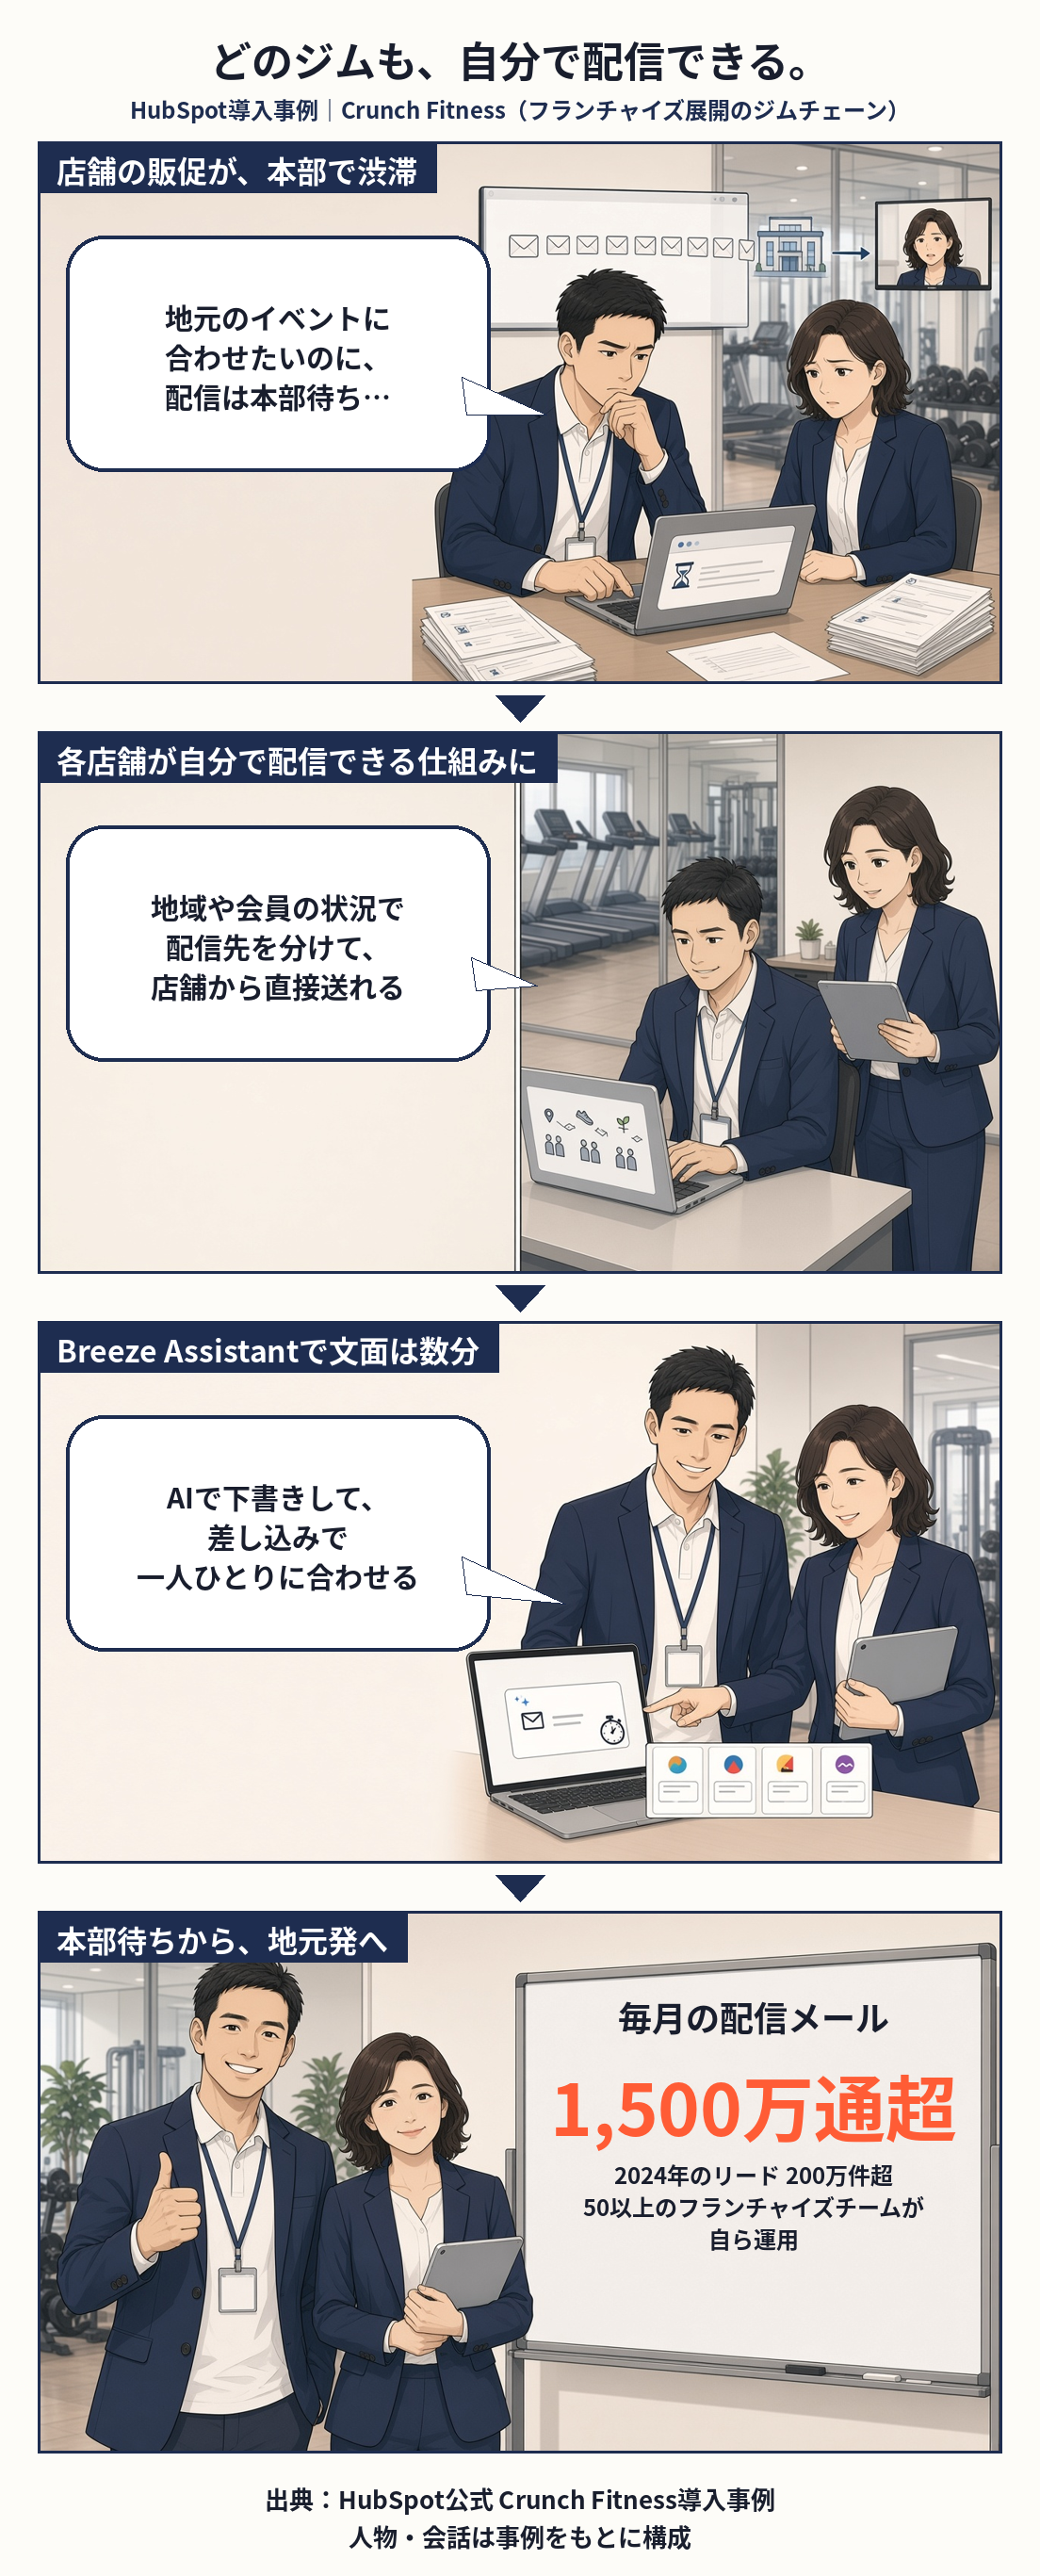 どのジムも、自分で配信できる。
HubSpot導入事例｜Crunch Fitness（フランチャイズ展開のジムチェーン）
店舗の販促が、本部で渋滞
地元のイベントに
合わせたいのに、
配信は本部待ち…
各店舗が自分で配信できる仕組みに
地域や会員の状況で
配信先を分けて、
店舗から直接送れる
Breeze Assistantで文面は数分
AIで下書きして、
差し込みで
一人ひとりに合わせる
本部待ちから、地元発へ
毎月の配信メール
1,500万通超
2024年のリード 200万件超
50以上のフランチャイズチームが
自ら運用
出典：HubSpot公式 Crunch Fitness導入事例
人物・会話は事例をもとに構成